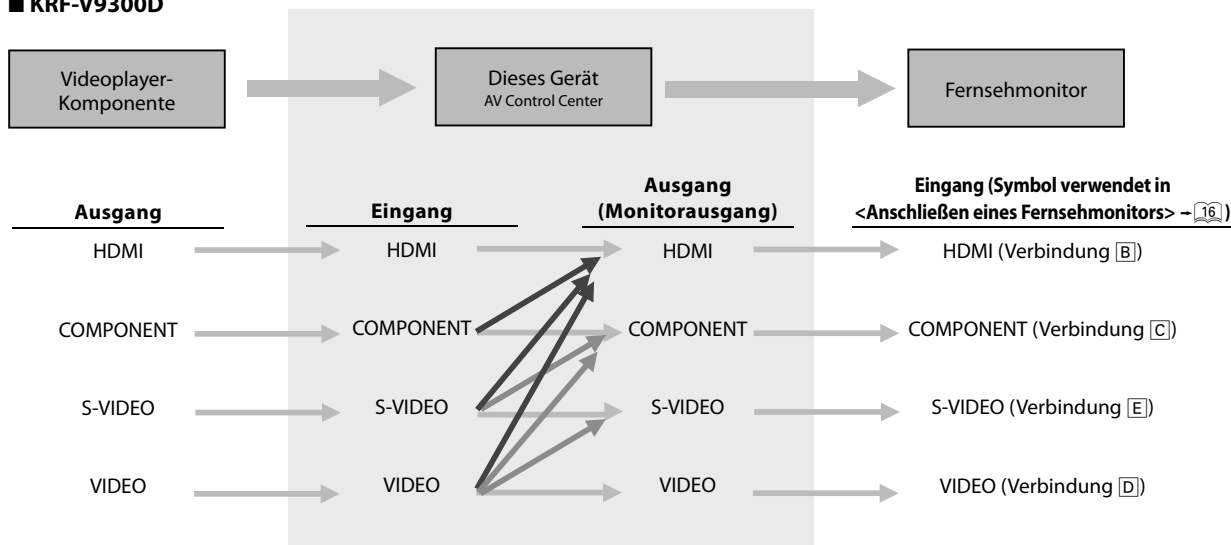 ■ KRF-V9300D
Videoplayer-
Komponente
Dieses Gerät
AV Control Center
Fernsehmonitor
Ausgang
Eingang
Ausgang
(Monitorausgang)
Eingang (Symbol verwendet in
<Anschließen eines Fernsehmonitors> →16)
HDMI
HDMI
HDMI
HDMI (Verbindung B)
COMPONENT
COMPONENT
COMPONENT
COMPONENT (Verbindung C)
S-VIDEO
S-VIDEO
S-VIDEO
S-VIDEO (Verbindung E)
VIDEO
VIDEO
VIDEO
VIDEO (Verbindung D)